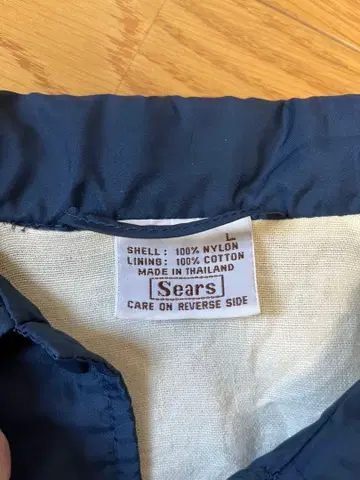 L
SHELL: 100% NYLON
LINING: 100% COTTON
MADE IN THAILAND
Sears
CARE ON REVERSE SIDE